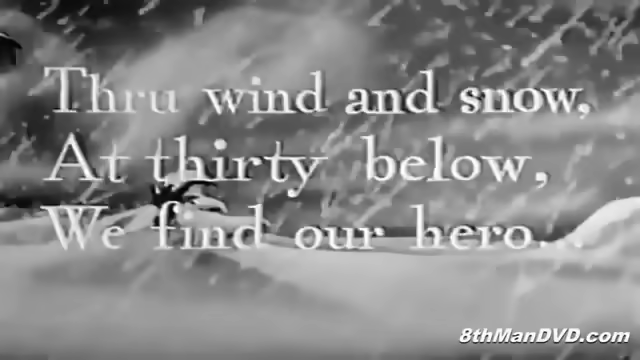 Thru wind and snow,
At thirty below,
We find our hero...
8thManDVD.com